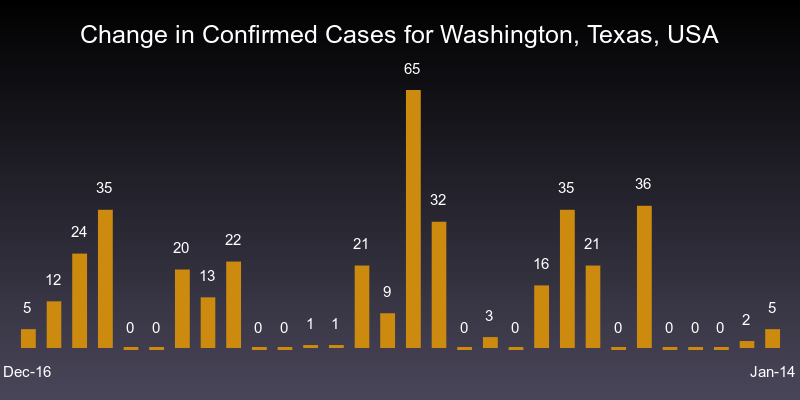 Change in Confirmed Cases for Washington, Texas, USA
5 12 24 35 0 0 20 13 22 0 0 1 1 21 9 65 32 0 3 0 16 35 21 0 36 0 0 0 2 5
Dec-16 Jan-14